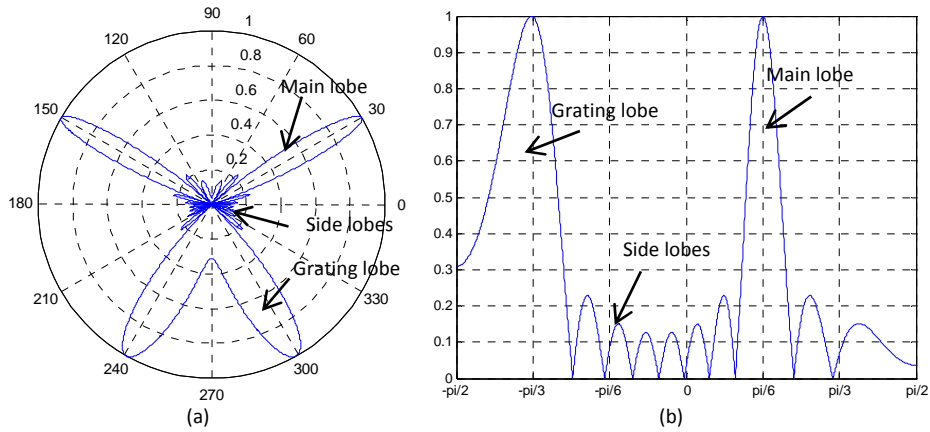 90
1
120
60
0.8
Main lobe
0.6
150
30
0.4
0.2
180
0
Side lobes
Grating lobe
210
330
240
300
270
(a)
1
0.9
0.8
0.7
0.6
0.5
0.4
0.3
0.2
0.1
0
Main lobe
Grating lobe
Side lobes
-pi/2
-pi/3
-pi/6
0
pi/6
pi/3
pi/2
(b)